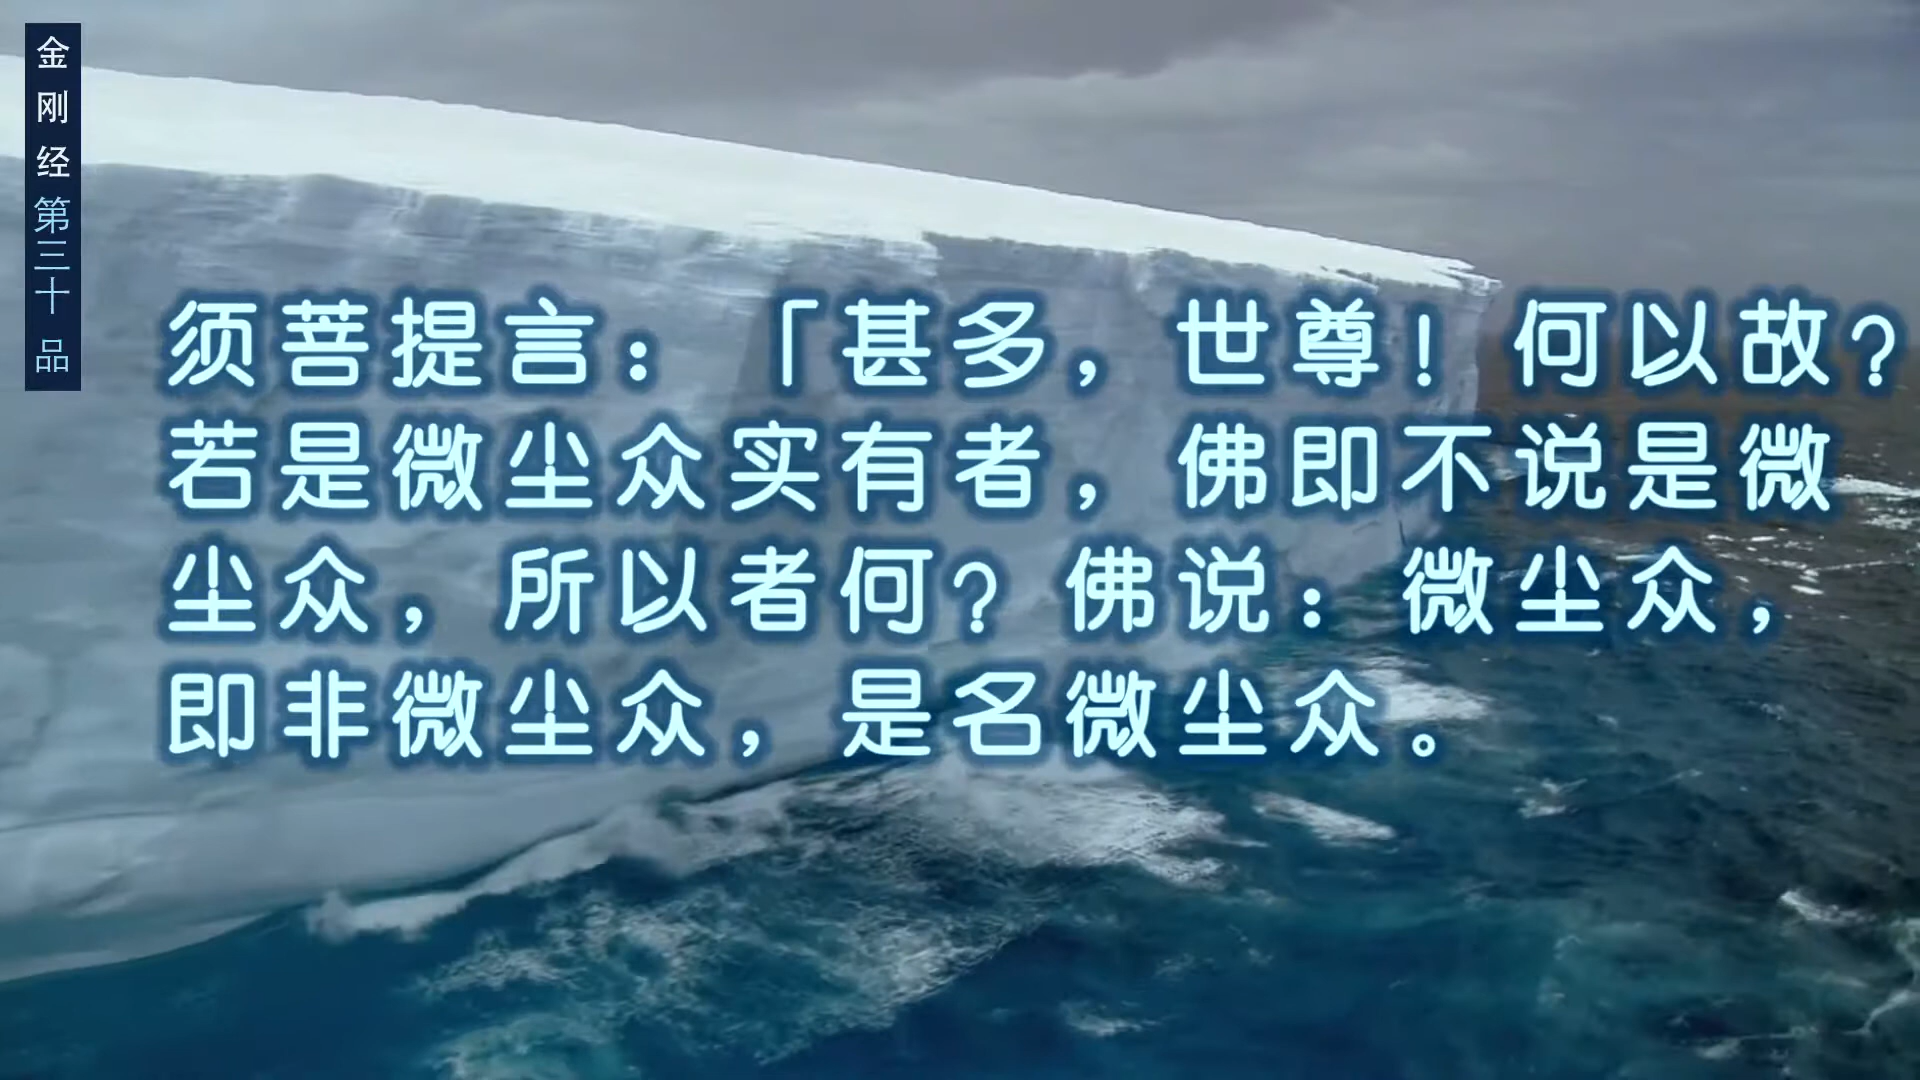 金刚经第三十品
须菩提言：「甚多，世尊！何以故？
若是微尘众实有者，佛即不说是微
尘众，所以者何？佛说：微尘众，
即非微尘众，是名微尘众。